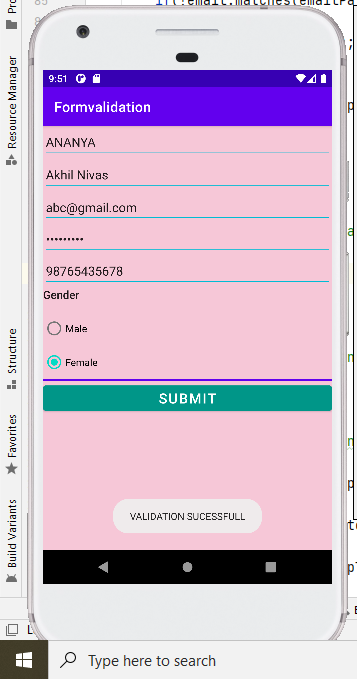 85
if(!email.matches(emailPa
Resource Manager
9:51
Formvalidation
ANANYA
Akhil Nivas
abc@gmail.com
•••••••••
98765435678
Gender
Male
Female
SUBMIT
VALIDATION SUCESSFULL
Structure
Favorites
Build Variants
Type here to search